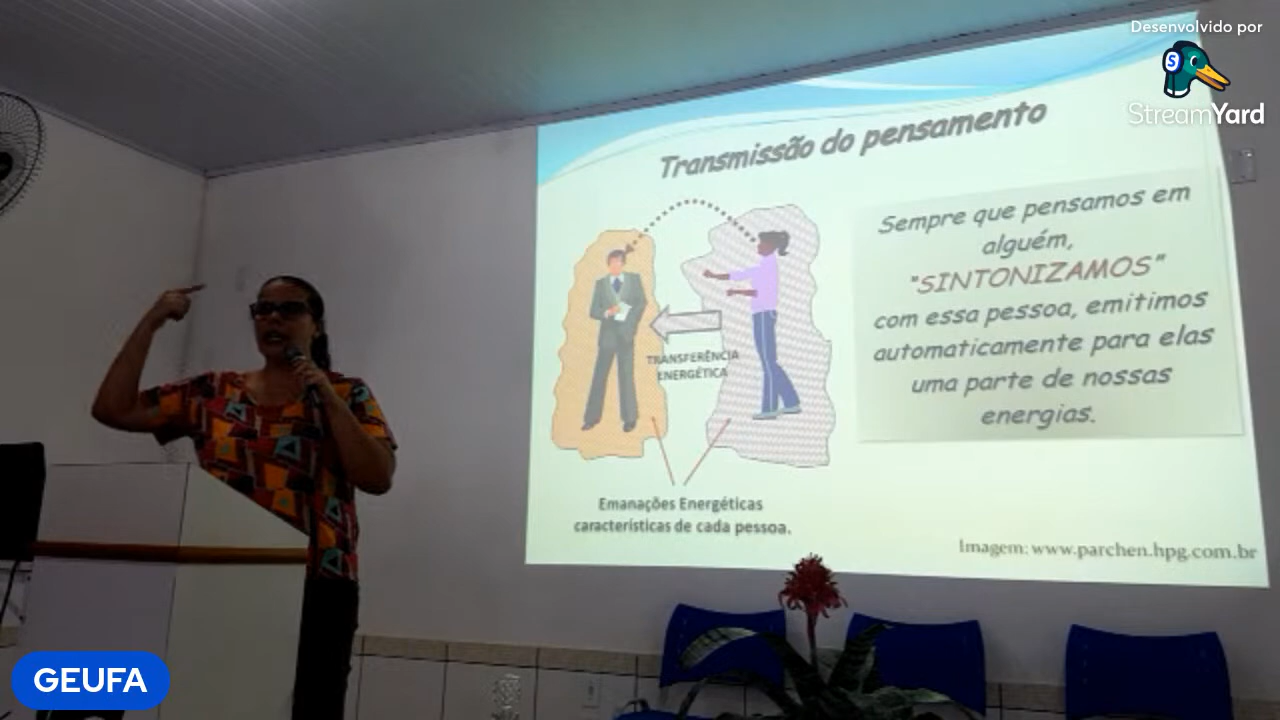 Desenvolvido por
StreamYard
Transmissão do pensamento
Sempre que pensamos em
alguém,
"SINTONIZAMOS"
com essa pessoa, emitimos
automaticamente para elas
uma parte de nossas
energias.
TRANSFERÊNCIA
ENERGÉTICA
Emanações Energéticas
características de cada pessoa.
Imagem: www.parchen.hpg.com.br
GEUFA